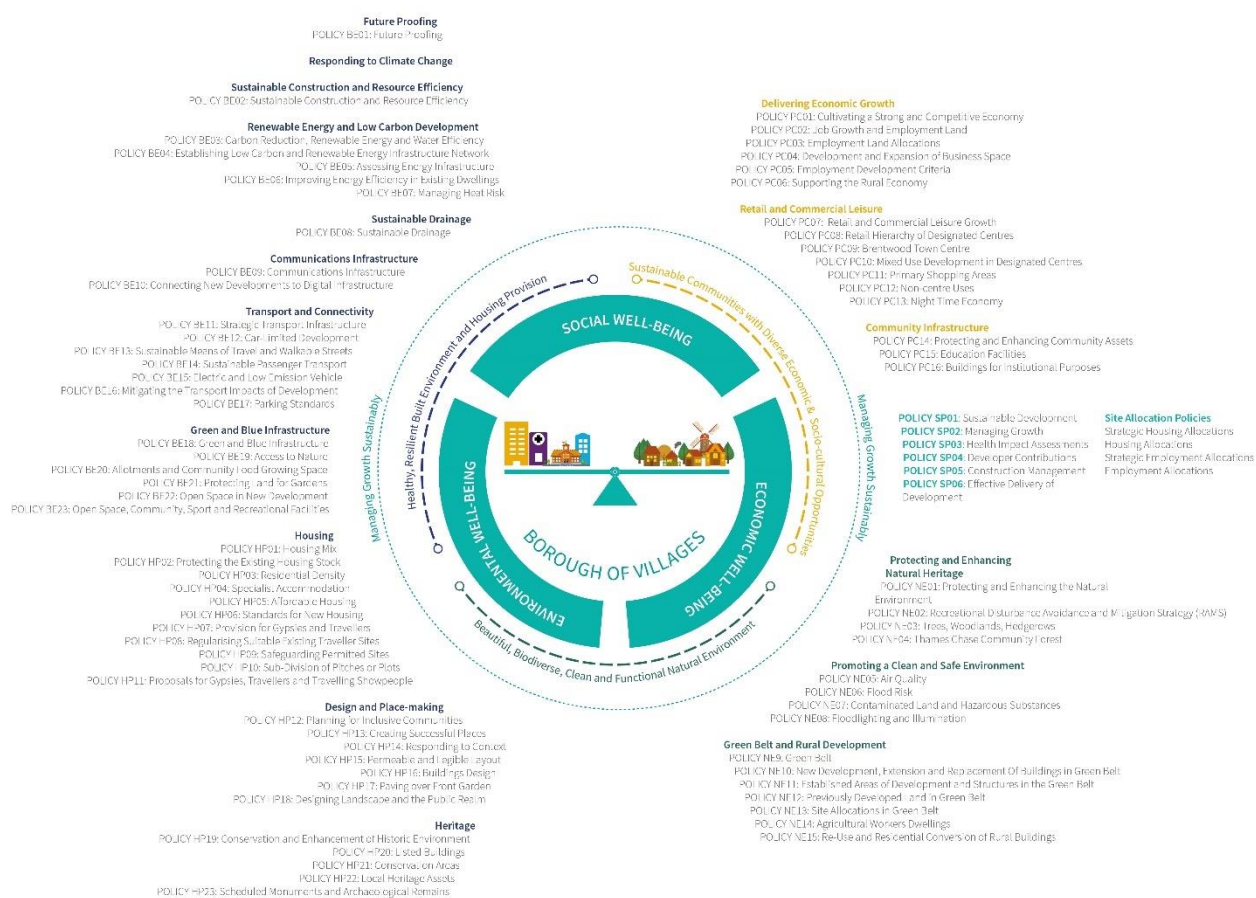 Future Proofing
POLICY BE01: Future Proofing
Responding to Climate Change
Sustainable Construction and Resource Efficiency
POLICY BE02: Sustainable Construction and Resource Efficiency
Renewable Energy and Low Carbon Development
POLICY BE03: Carbon Reduction, Renewable Energy and Water Efficiency
POLICY BE04: Establishing Low Carbon and Renewable Energy Infrastructure Network
POLICY BE05: Assessing Energy Infrastructure
POLICY BE06: Improving Energy Efficiency in Existing Dwellings
POLICY BE07: Managing Heat Risk
Sustainable Drainage
POLICY BE08: Sustainable Drainage
Communications Infrastructure
POLICY BE09: Communications Infrastructure
POLICY BE10: Connecting New Developments to Digital Infrastructure
Transport and Connectivity
POLICY BE11: Strategic Transport Infrastructure
POLICY BE12: Car-Limited Development
POLICY BE13: Sustainable Means of Travel and Walkable Streets
POLICY BE14: Sustainable Passenger Transport
POLICY BE15: Electric and Low Emission Vehicle
POLICY BE16: Mitigating the Transport Impacts of Development
POLICY BE17: Parking Standards
Green and Blue Infrastructure
POLICY BE18: Green and Blue Infrastructure
POLICY BE19: Access to Nature
POLICY BE20: Allotments and Community Food Growing Space
POLICY BE21: Protecting Land for Gardens
POLICY BE22: Open Space in New Development
POLICY BE23: Open Space, Community, Sport and Recreational Facilities
Housing
POLICY HP01: Housing Mix
POLICY HP02: Protecting the Existing Housing Stock
POLICY HP03: Residential Density
POLICY HP04: Specialist Accommodation
POLICY HP05: Affordable Housing
POLICY HP06: Standards for New Housing
POLICY HP07: Provision for Gypsies and Travellers
POLICY HP08: Regularising Suitable Existing Traveller Sites
POLICY HP09: Safeguarding Permitted Sites
POLICY HP10: Sub-Division of Pitches or Plots
POLICY HP11: Proposals for Gypsies, Travellers and Travelling Showpeople
Design and Place-making
POLICY HP12: Planning for Inclusive Communities
POLICY HP13: Creating Successful Places
POLICY HP14: Responding to Context
POLICY HP15: Permeable and Legible Layout
POLICY HP16: Buildings Design
POLICY HP17: Paving over Front Garden
POLICY HP18: Designing Landscape and the Public Realm
Heritage
POLICY HP19: Conservation and Enhancement of Historic Environment
POLICY HP20: Listed Buildings
POLICY HP21: Conservation Areas
POLICY HP22: Local Heritage Assets
POLICY HP23: Scheduled Monuments and Archaeological Remains
Managing Growth Sustainably
Healthy, Resilient Built Environment and Housing Provision
Sustainable Communities with Diverse Economic & Socio-cultural Opportunities
Managing Growth Sustainably
Beautiful, Biodiverse, Clean and Functional Natural Environment
SOCIAL WELL-BEING
ENVIRONMENTAL WELL-BEING
ECONOMIC WELL-BEING
BOROUGH OF VILLAGES
Delivering Economic Growth
POLICY PC01: Cultivating a Strong and Competitive Economy
POLICY PC02: Job Growth and Employment Land
POLICY PC03: Employment Land Allocations
POLICY PC04: Development and Expansion of Business Space
POLICY PC05: Employment Development Criteria
POLICY PC06: Supporting the Rural Economy
Retail and Commercial Leisure
POLICY PC07: Retail and Commercial Leisure Growth
POLICY PC08: Retail Hierarchy of Designated Centres
POLICY PC09: Brentwood Town Centre
POLICY PC10: Mixed Use Development in Designated Centres
POLICY PC11: Primary Shopping Areas
POLICY PC12: Non-centre Uses
POLICY PC13: Night Time Economy
Community Infrastructure
POLICY PC14: Protecting and Enhancing Community Assets
POLICY PC15: Education Facilities
POLICY PC16: Buildings for Institutional Purposes
POLICY SP01: Sustainable Development
POLICY SP02: Managing Growth
POLICY SP03: Health Impact Assessments
POLICY SP04: Developer Contributions
POLICY SP05: Construction Management
POLICY SP06: Effective Delivery of
Development
Site Allocation Policies
Strategic Housing Allocations
Housing Allocations
Strategic Employment Allocations
Employment Allocations
Protecting and Enhancing
Natural Heritage
POLICY NE01: Protecting and Enhancing the Natural
Environment
POLICY NE02: Recreational Disturbance Avoidance and Mitigation Strategy (RAMS)
POLICY NE03: Trees, Woodlands, Hedgerows
POLICY NE04: Thames Chase Community Forest
Promoting a Clean and Safe Environment
POLICY NE05: Air Quality
POLICY NE06: Flood Risk
POLICY NE07: Contaminated Land and Hazardous Substances
POLICY NE08: Floodlighting and Illumination
Green Belt and Rural Development
POLICY NE9: Green Belt
POLICY NE10: New Development, Extension and Replacement Of Buildings in Green Belt
POLICY NE11: Established Areas of Development and Structures in the Green Belt
POLICY NE12: Previously Developed Land in Green Belt
POLICY NE13: Site Allocations in Green Belt
POLICY NE14: Agricultural Workers Dwellings
POLICY NE15: Re-Use and Residential Conversion of Rural Buildings